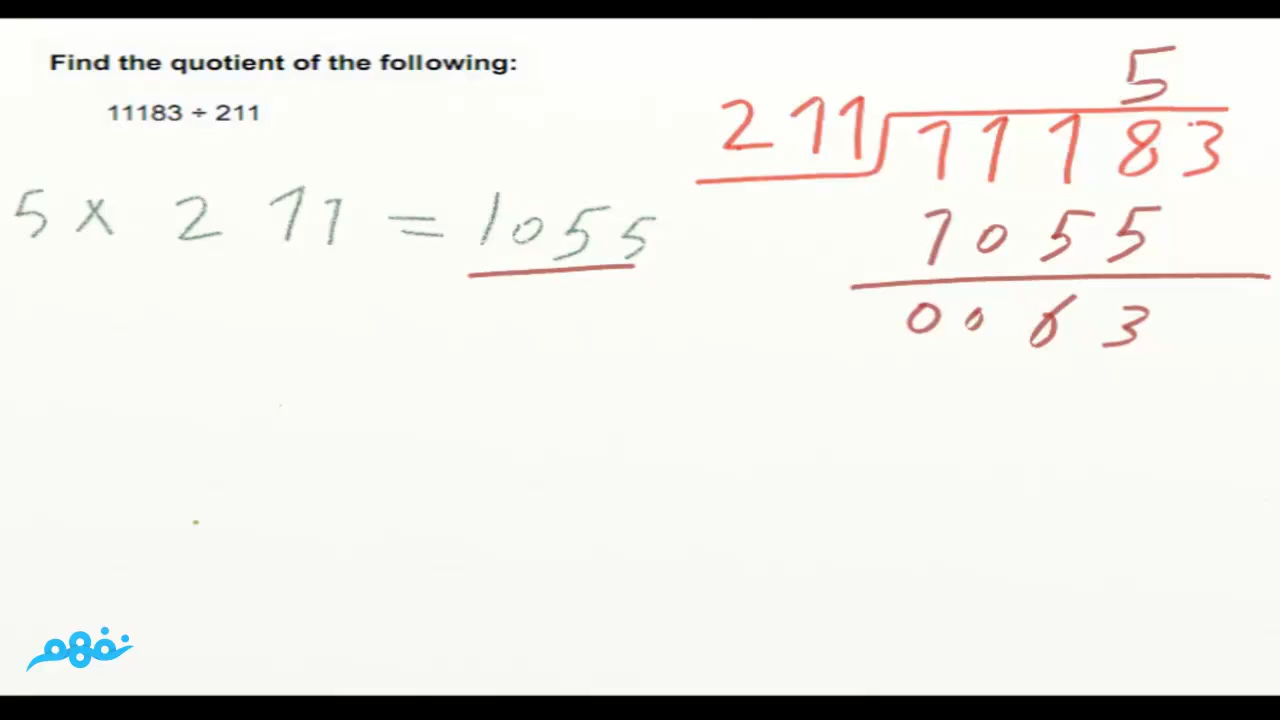 Find the quotient of the following:
11183 ÷ 211
5 × 211 = 1055
5
211 11183
1055
0063
نفهم